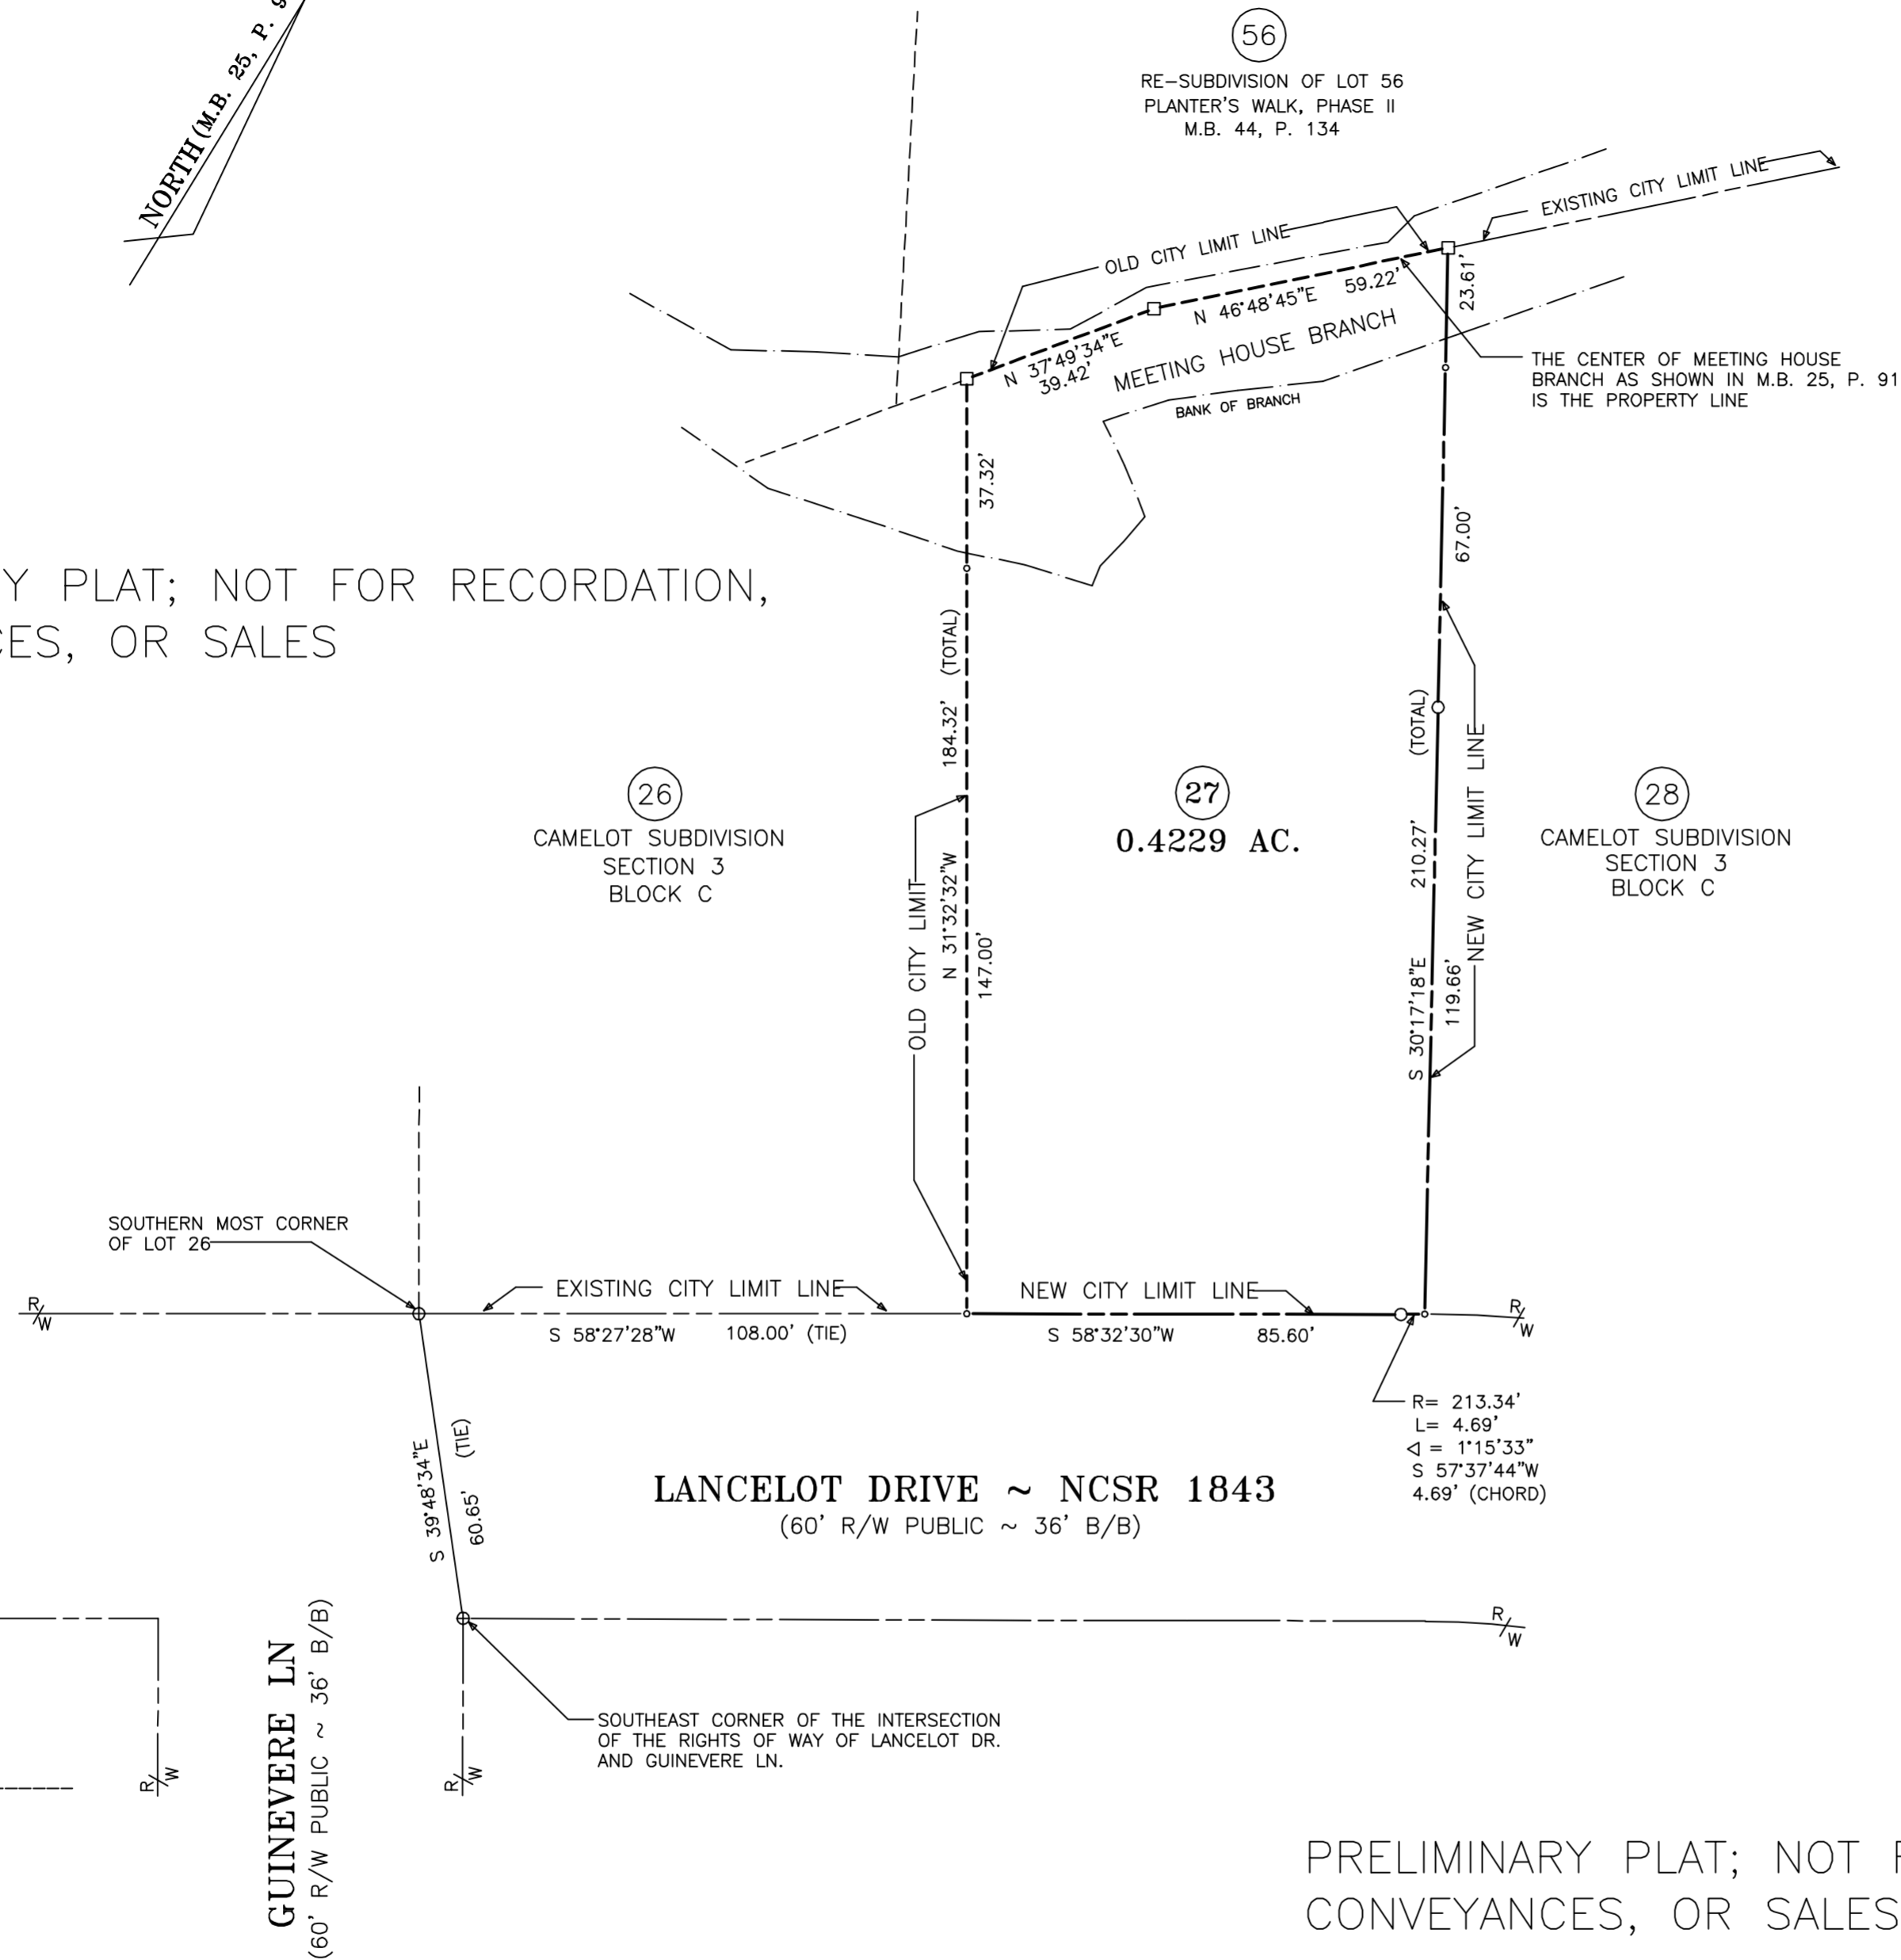 NORTH (M.B. 25, P. 9
56
RE-SUBDIVISION OF LOT 56
PLANTER'S WALK, PHASE II
M.B. 44, P. 134
EXISTING CITY LIMIT LINE
OLD CITY LIMIT LINE
N 46°48'45"E 59.22'
N 37°49'34"E
39.42'
MEETING HOUSE BRANCH
BANK OF BRANCH
23.61'
THE CENTER OF MEETING HOUSE
BRANCH AS SHOWN IN M.B. 25, P. 91
IS THE PROPERTY LINE
37.32'
67.00'
Y PLAT; NOT FOR RECORDATION,
CES, OR SALES
N 31°32'32"W 184.32' (TOTAL)
147.00'
OLD CITY LIMIT
26
CAMELOT SUBDIVISION
SECTION 3
BLOCK C
27
0.4229 AC.
S 30°17'18"E 210.27' (TOTAL)
119.66'
NEW CITY LIMIT LINE
28
CAMELOT SUBDIVISION
SECTION 3
BLOCK C
SOUTHERN MOST CORNER
OF LOT 26
R/W
EXISTING CITY LIMIT LINE
S 58°27'28"W 108.00' (TIE)
NEW CITY LIMIT LINE
S 58°32'30"W 85.60'
R/W
R= 213.34'
L= 4.69'
= 1°15'33"
S 57°37'44"W
4.69' (CHORD)
S 39°48'34"E
60.65' (TIE)
LANCELOT DRIVE ~ NCSR 1843
(60' R/W PUBLIC ~ 36' B/B)
R/W
GUINEVERE LN
(60' R/W PUBLIC ~ 36' B/B)
R/W
R/W
SOUTHEAST CORNER OF THE INTERSECTION
OF THE RIGHTS OF WAY OF LANCELOT DR.
AND GUINEVERE LN.
PRELIMINARY PLAT; NOT
CONVEYANCES, OR SALES